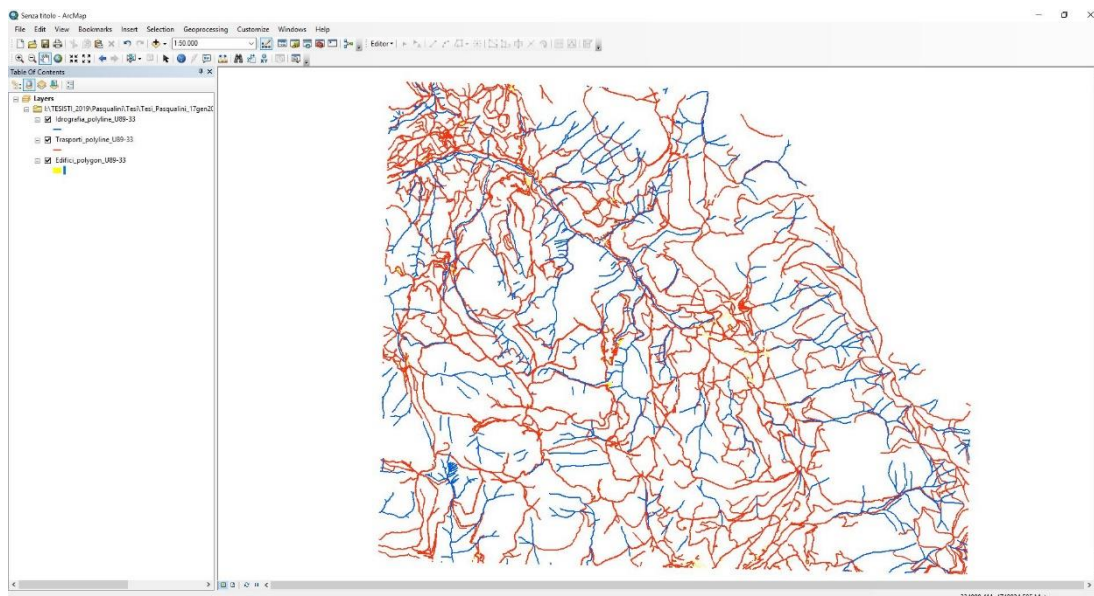 Senza titolo - ArcMap
File Edit View Bookmarks Insert Selection Geoprocessing Customize Windows Help
1:50.000
Editor
Table Of Contents
Layers
I:\TESISTI_2019\Pasqualini\Tesi\Tesi_Pasqualini_17gen20
Idrografia_polyline_U89-33
Trasporti_polyline_U89-33
Edifici_polygon_U89-33